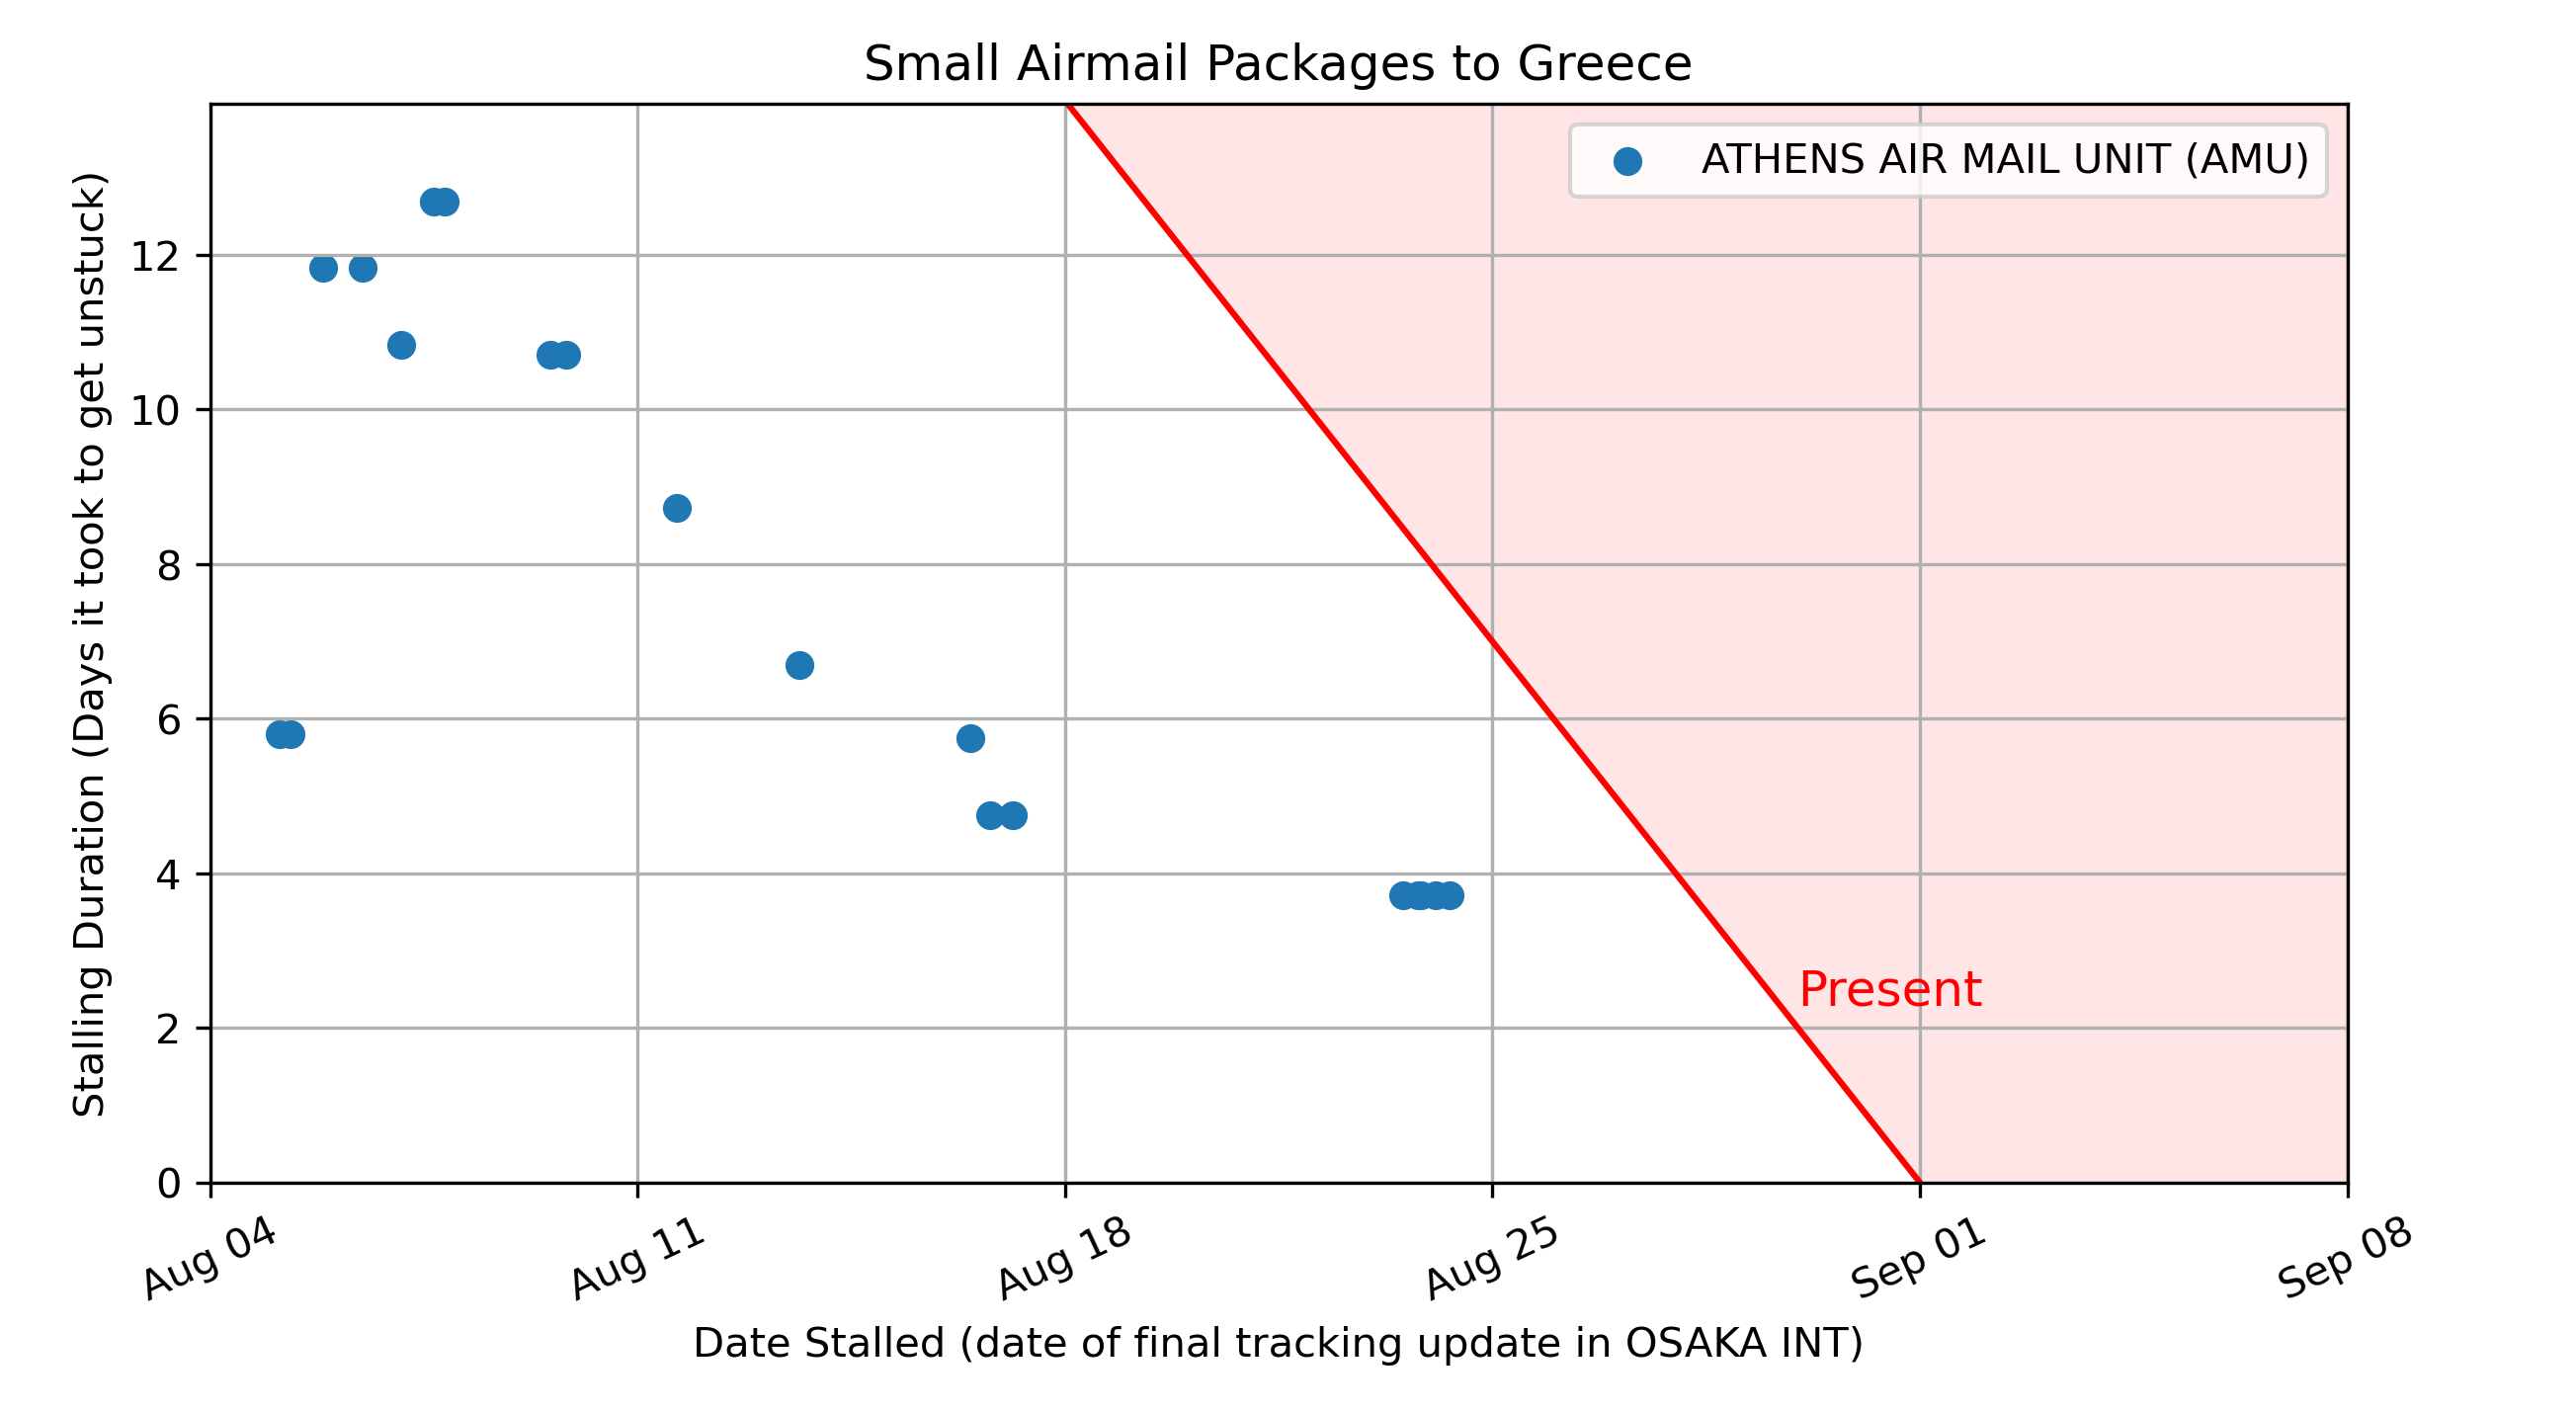 Small Airmail Packages to Greece
ATHENS AIR MAIL UNIT (AMU)
Stalling Duration (Days it took to get unstuck)
12
10
8
6
4
2
0
Present
Aug 04
Aug 11
Aug 18
Aug 25
Sep 01
Sep 08
Date Stalled (date of final tracking update in OSAKA INT)